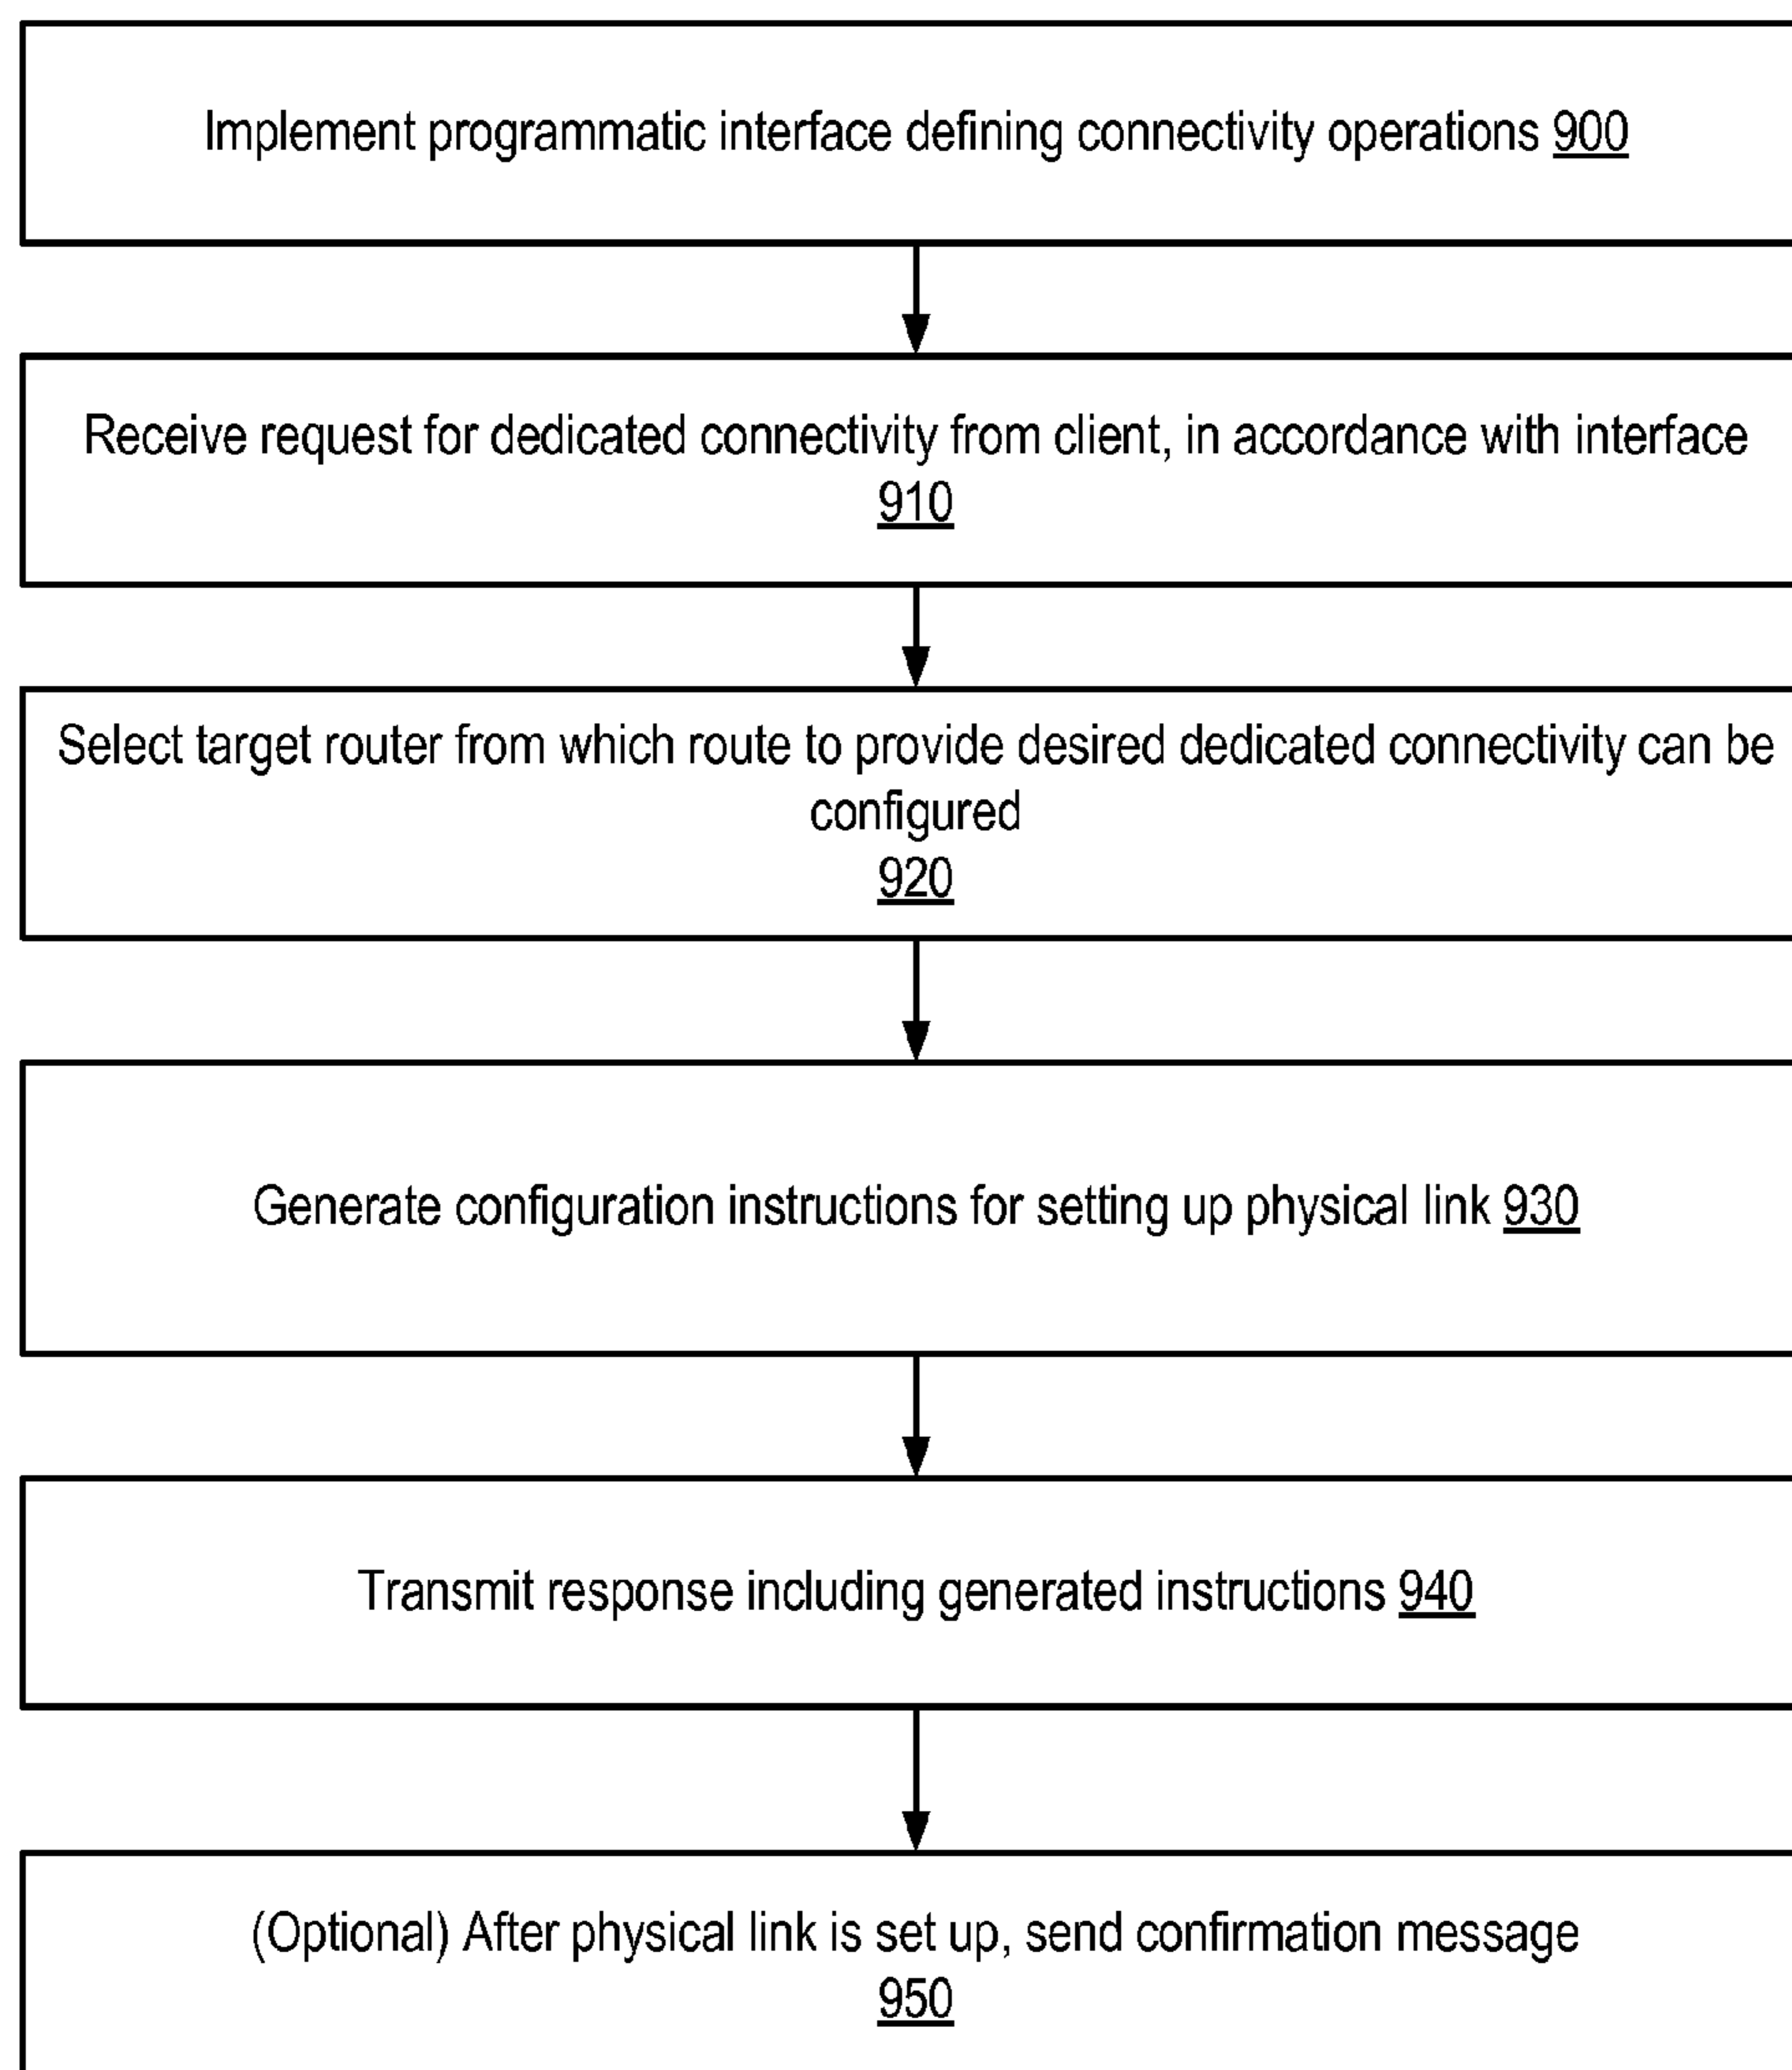 Implement programmatic interface defining connectivity operations 900
Receive request for dedicated connectivity from client, in accordance with interface
910
Select target router from which route to provide desired dedicated connectivity can be
configured
920
Generate configuration instructions for setting up physical link 930
Transmit response including generated instructions 940
(Optional) After physical link is set up, send confirmation message
950